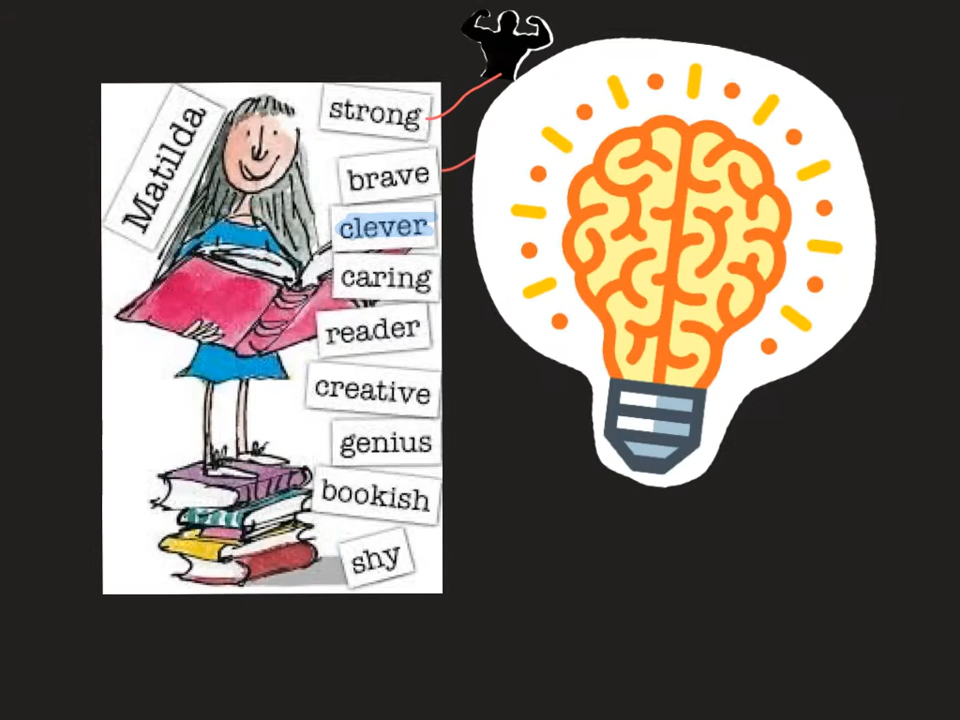 Matilda
strong
brave
clever
caring
reader
creative
genius
bookish
shy